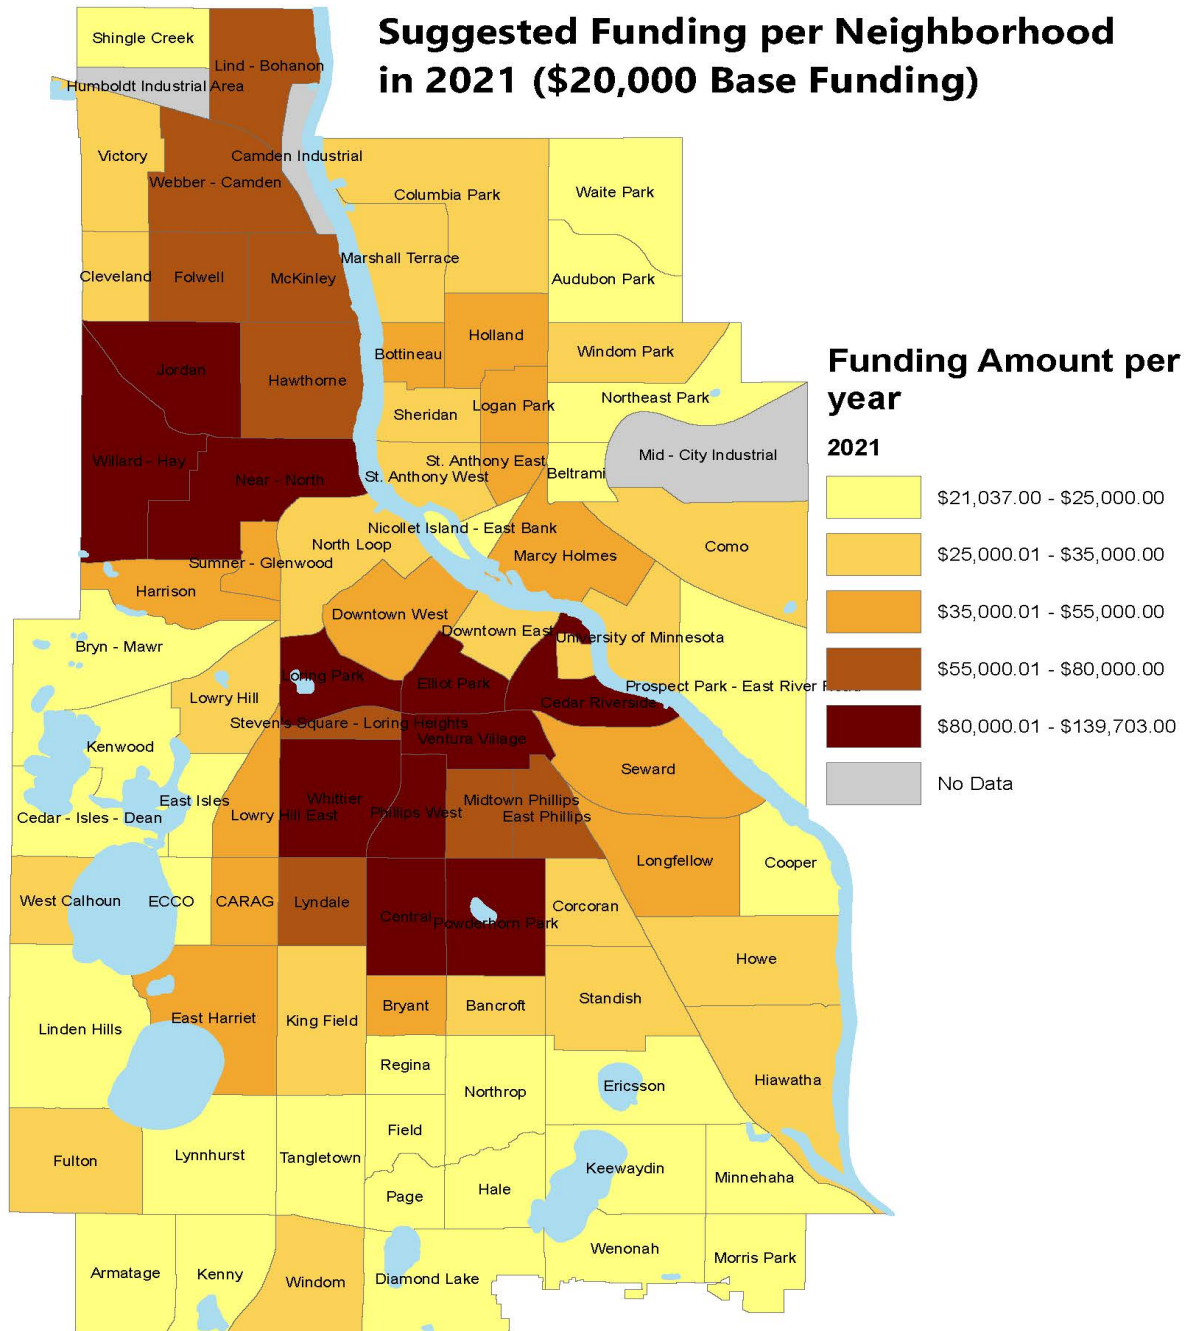 Suggested Funding per Neighborhood
in 2021 ($20,000 Base Funding)
Shingle Creek
Lind - Bohanon
Humboldt Industrial Area
Victory
Camden Industrial
Webber - Camden
Columbia Park
Waite Park
Cleveland
Folwell
McKinley
Marshall Terrace
Audubon Park
Jordan
Hawthorne
Bottineau
Holland
Windom Park
Sheridan
Logan Park
Northeast Park
Willard - Hay
Near - North
St. Anthony West
St. Anthony East
Beltrami
Mid - City Industrial
Nicollet Island - East Bank
North Loop
Marcy Holmes
Como
Sumner - Glenwood
Harrison
Downtown West
Downtown East
University of Minnesota
Bryn - Mawr
Loring Park
Elliot Park
Cedar Riverside
Prospect Park - East River Road
Lowry Hill
Steven's Square - Loring Heights
Ventura Village
Kenwood
Seward
East Isles
Cedar - Isles - Dean
Lowry Hill East
Whittier
Phillips West
Midtown Phillips
East Phillips
Longfellow
Cooper
West Calhoun
ECCO
CARAG
Lyndale
Central
Powderhorn Park
Corcoran
Howe
Linden Hills
East Harriet
King Field
Bryant
Bancroft
Standish
Regina
Northrop
Ericsson
Hiawatha
Fulton
Lynnhurst
Tangletown
Field
Page
Hale
Keewaydin
Minnehaha
Armatage
Kenny
Windom
Diamond Lake
Wenonah
Morris Park
Funding Amount per
year
2021
$21,037.00 - $25,000.00
$25,000.01 - $35,000.00
$35,000.01 - $55,000.00
$55,000.01 - $80,000.00
$80,000.01 - $139,703.00
No Data